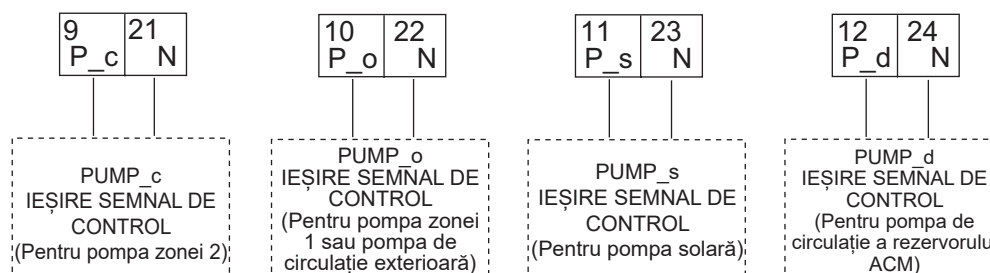 9 21
P_c N
PUMP_c
IEȘIRE SEMNAL DE
CONTROL
(Pentru pompa zonei 2)
10 22
P_o N
PUMP_o
IEȘIRE SEMNAL DE
CONTROL
(Pentru pompa zonei
1 sau pompa de
circulație exterioară)
11 23
P_s N
PUMP_s
IEȘIRE SEMNAL DE
CONTROL
(Pentru pompa solară)
12 24
P_d N
PUMP_d
IEȘIRE SEMNAL DE
CONTROL
(Pentru pompa de
circulație a rezervorulu
ACM)